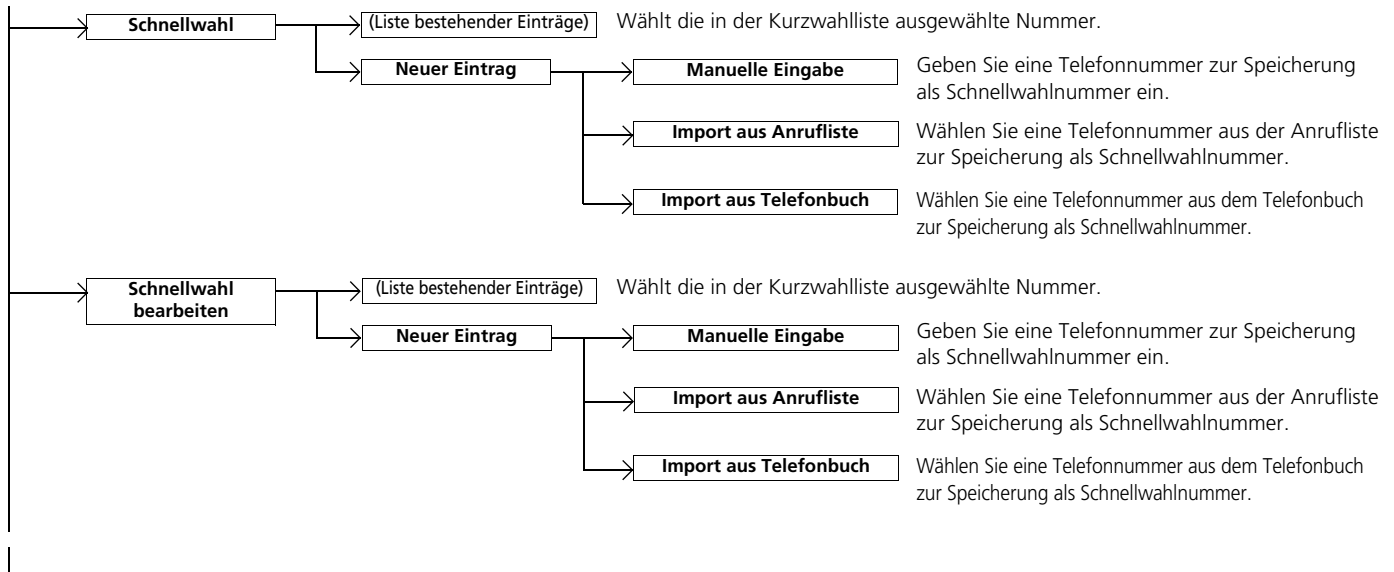 Schnellwahl
(Liste bestehender Einträge)
Wählt die in der Kurzwahlliste ausgewählte Nummer.
Neuer Eintrag
Manuelle Eingabe
Geben Sie eine Telefonnummer zur Speicherung
als Schnellwahlnummer ein.
Import aus Anrufliste
Wählen Sie eine Telefonnummer aus der Anrufliste
zur Speicherung als Schnellwahlnummer.
Import aus Telefonbuch
Wählen Sie eine Telefonnummer aus dem Telefonbuch
zur Speicherung als Schnellwahlnummer.
Schnellwahl
bearbeiten
(Liste bestehender Einträge)
Wählt die in der Kurzwahlliste ausgewählte Nummer.
Neuer Eintrag
Manuelle Eingabe
Geben Sie eine Telefonnummer zur Speicherung
als Schnellwahlnummer ein.
Import aus Anrufliste
Wählen Sie eine Telefonnummer aus der Anrufliste
zur Speicherung als Schnellwahlnummer.
Import aus Telefonbuch
Wählen Sie eine Telefonnummer aus dem Telefonbuch
zur Speicherung als Schnellwahlnummer.